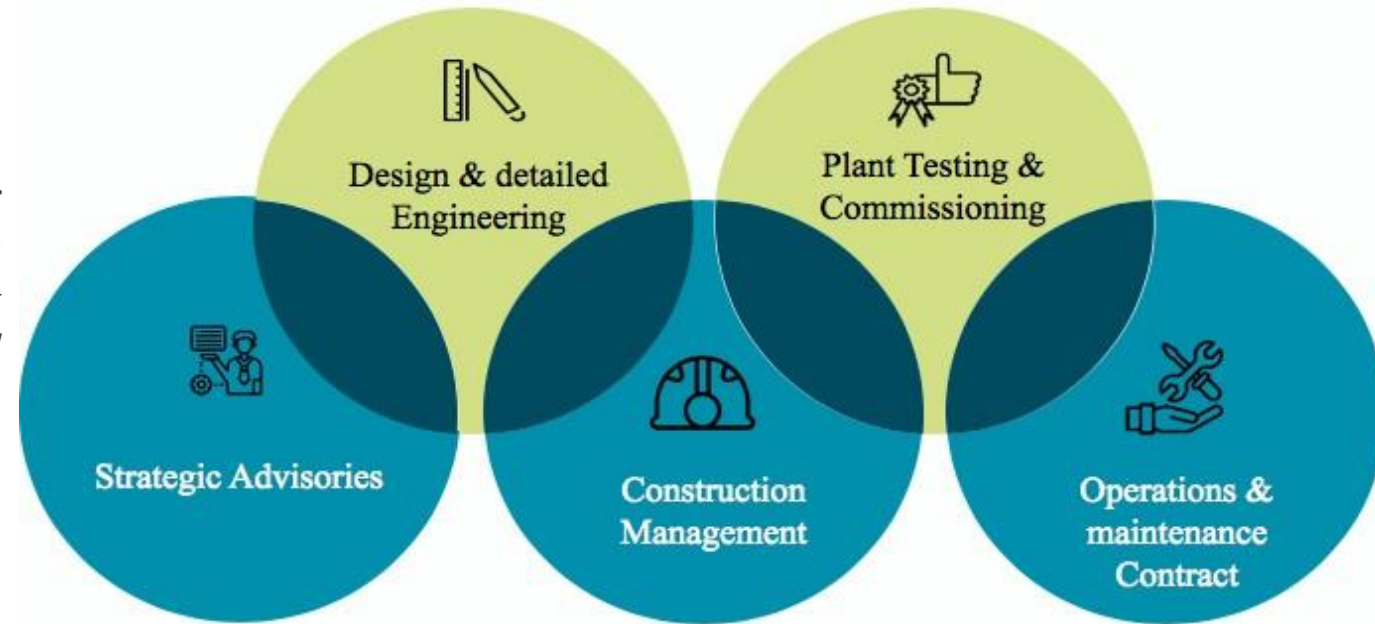 Design & detailed
Engineering
Plant Testing &
Commissioning
Strategic Advisories
Construction
Management
Operations &
maintenance
Contract